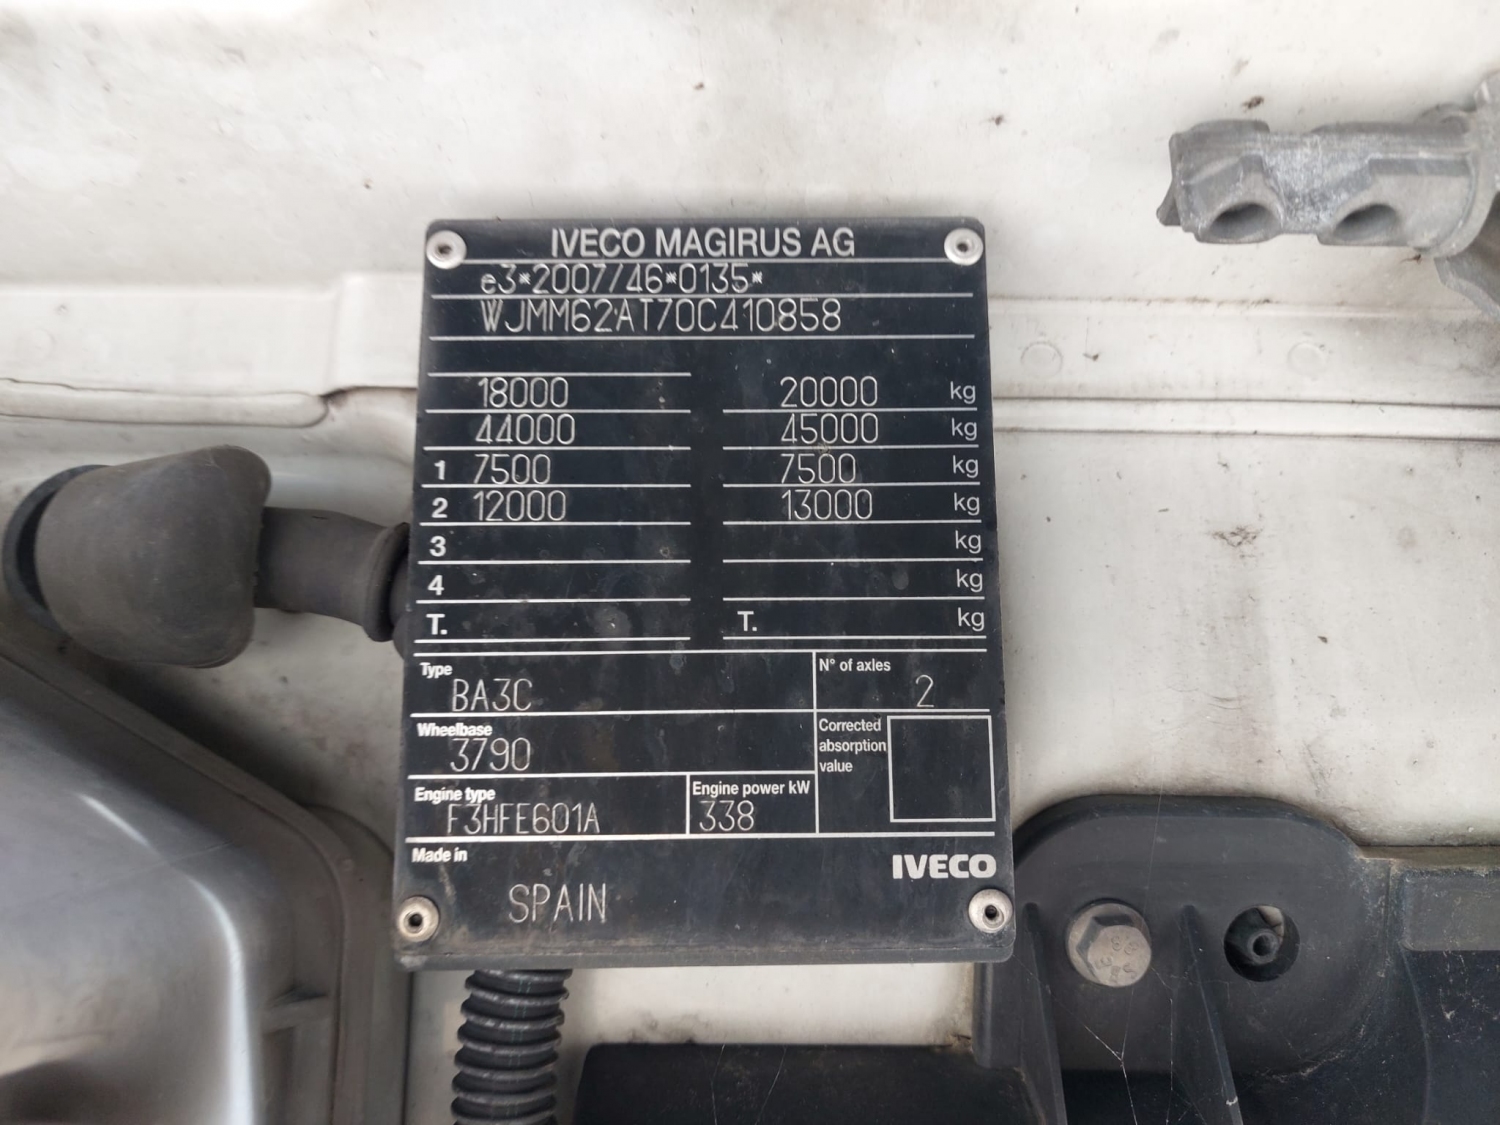 IVECO MAGIRUS AG
e3*2007/46*0135*
WJMM62AT70C410858
18000 20000 kg
44000 45000 kg
1 7500 7500 kg
2 12000 13000 kg
3 kg
4 kg
T. T. kg
Type N° of axles
BA3C 2
Wheelbase Corrected
3790 absorption
value
Engine type Engine power kW
F3HFE601A 338
Made in IVECO
SPAIN